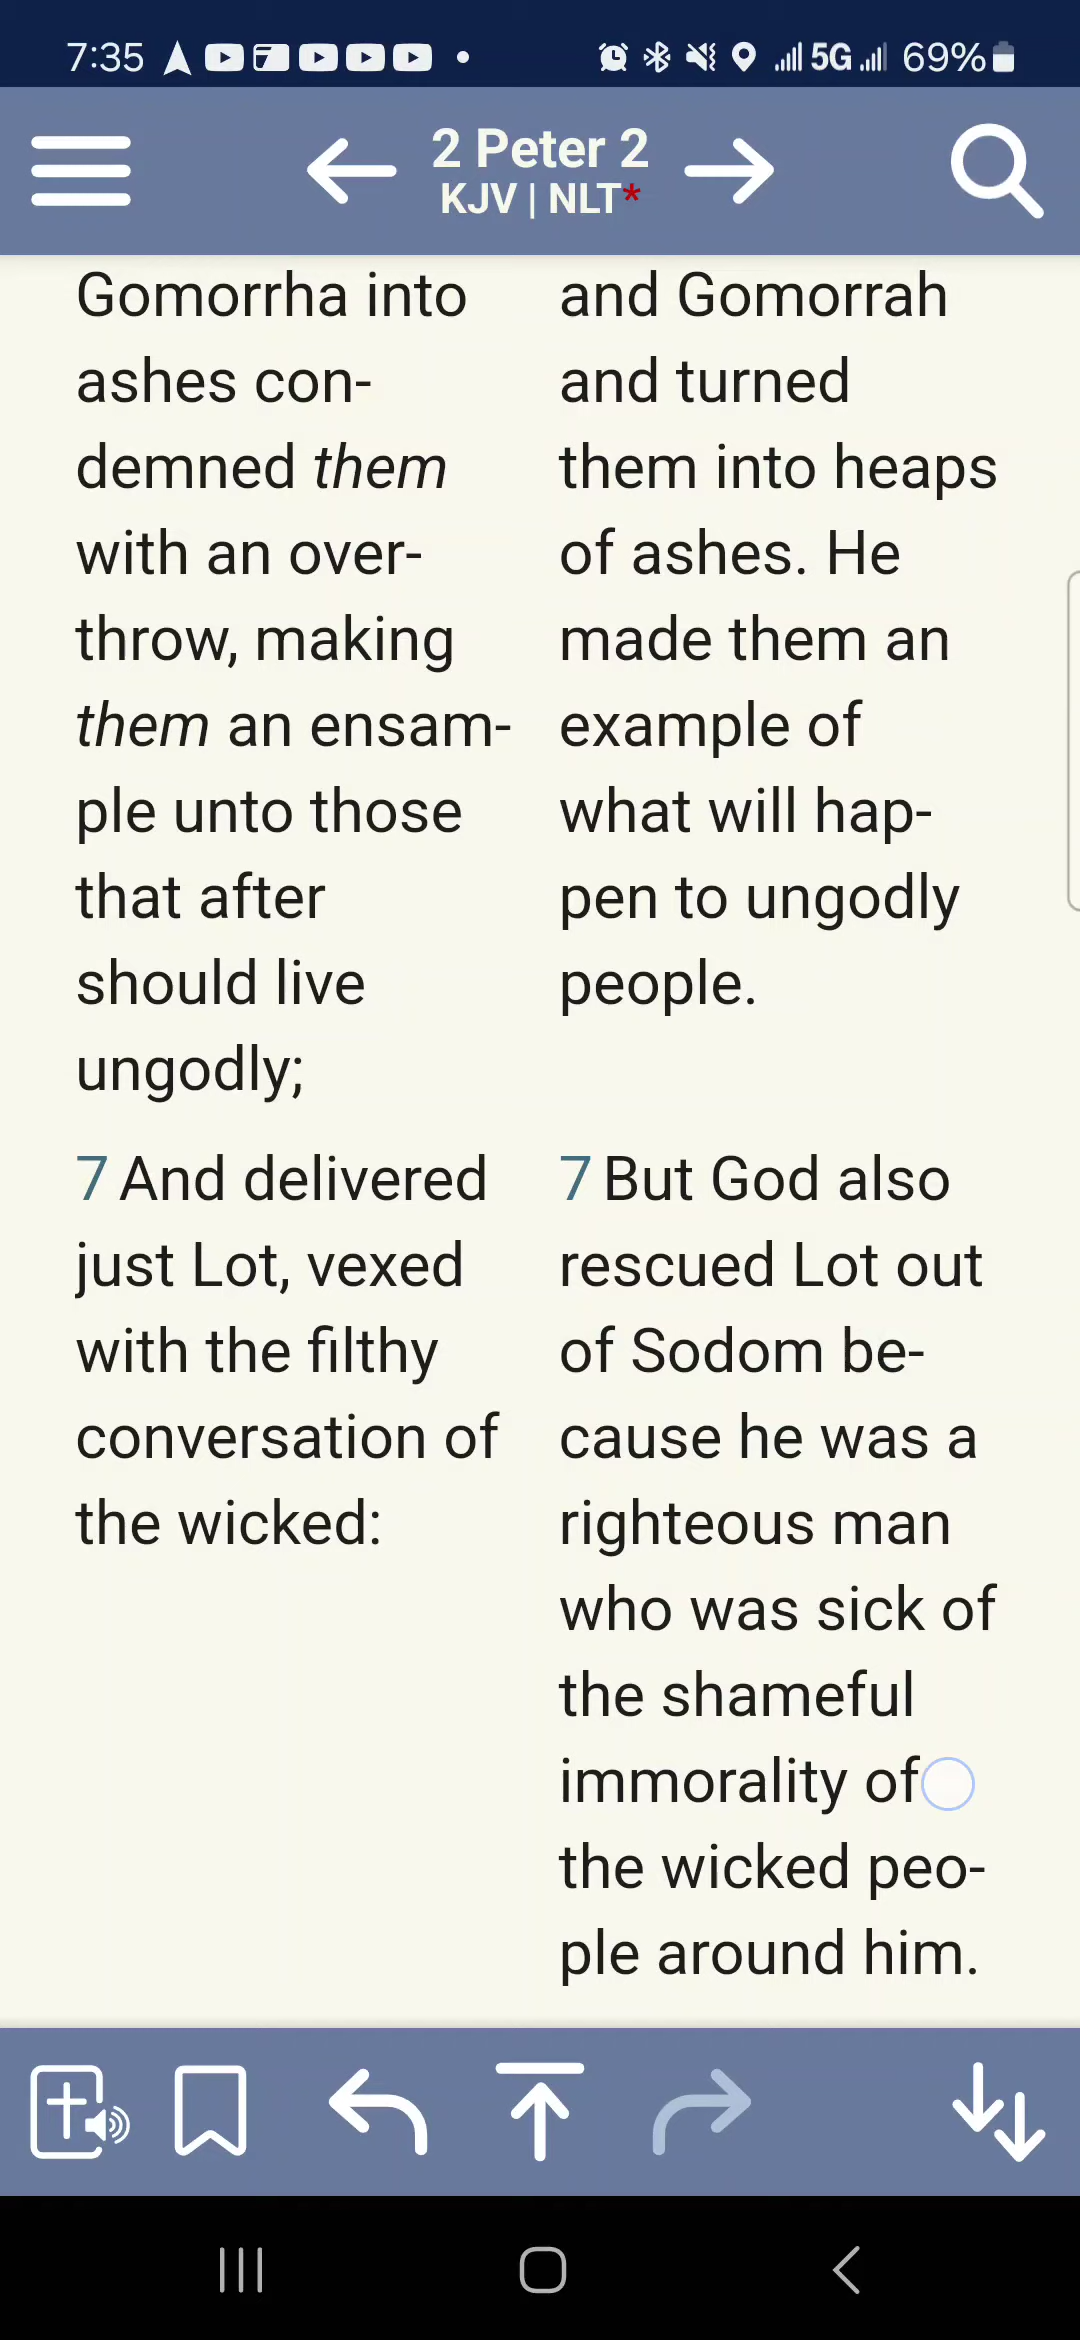 7:35
5G
69%
2 Peter 2
KJV | NLT*
Gomorrha into
ashes con-
demned them
with an over-
throw, making
them an ensam-
ple unto those
that after
should live
ungodly;
7 And delivered
just Lot, vexed
with the filthy
conversation of
the wicked:
and Gomorrah
and turned
them into heaps
of ashes. He
made them an
example of
what will hap-
pen to ungodly
people.
7 But God also
rescued Lot out
of Sodom be-
cause he was a
righteous man
who was sick of
the shameful
immorality of
the wicked peo-
ple around him.